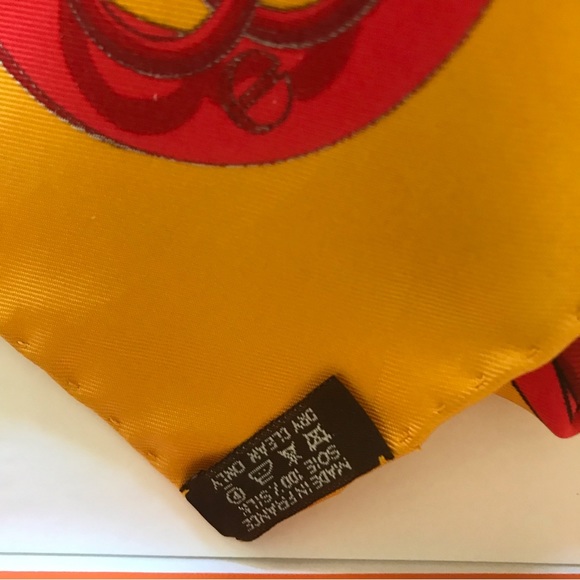 e
MADE IN FRANCE
SOIE 100% SILK
P
DRY CLEAN ONLY